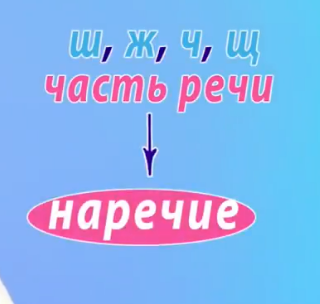 ш, ж, ч, щ
часть речи
наречие